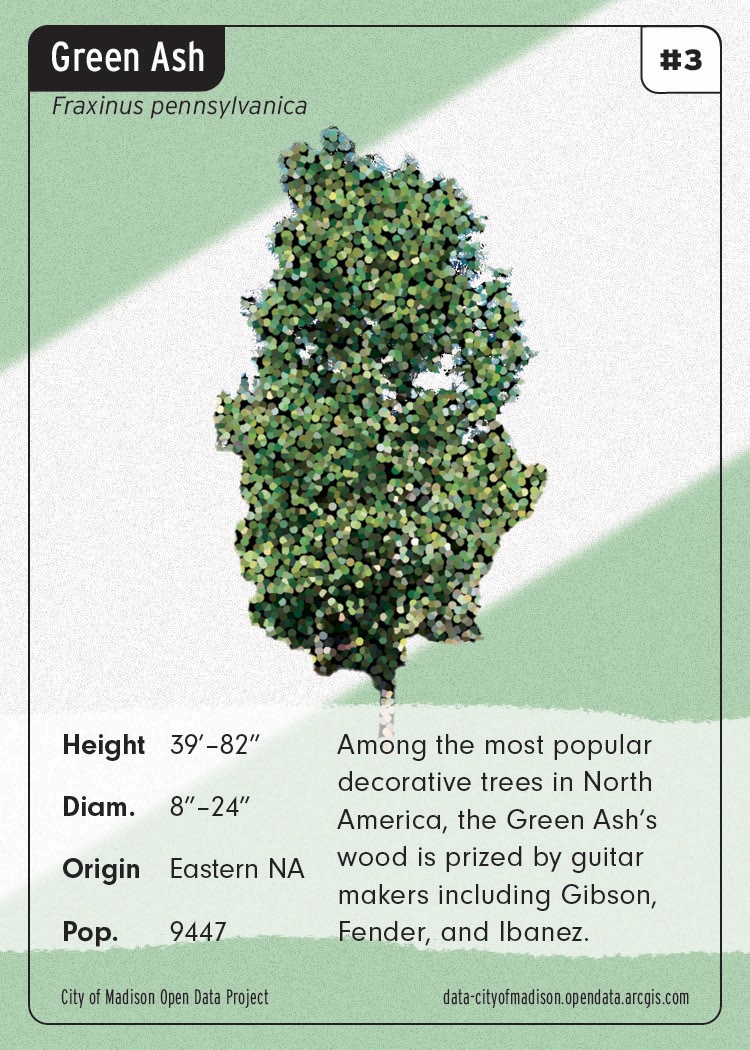 Green Ash
#3
Fraxinus pennsylvanica
Height 39′–82″
Diam. 8″–24″
Origin Eastern NA
Pop. 9447
Among the most popular
decorative trees in North
America, the Green Ash’s
wood is prized by guitar
makers including Gibson,
Fender, and Ibanez.
City of Madison Open Data Project
data-cityofmadison.opendata.arcgis.com